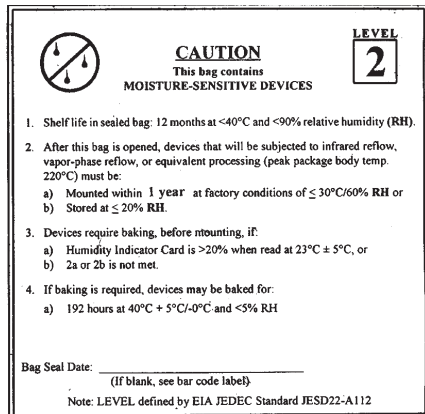 LEVEL
2
CAUTION
This bag contains
MOISTURE-SENSITIVE DEVICES
1. Shelf life in sealed bag: 12 months at <40°C and <90% relative humidity (RH).
2. After this bag is opened, devices that will be subjected to infrared reflow,
vapor-phase reflow, or equivalent processing (peak package body temp.
220°C) must be:
a) Mounted within 1 year at factory conditions of ≤ 30°C/60% RH or
b) Stored at ≤ 20% RH.
3. Devices require baking, before mounting, if:
a) Humidity Indicator Card is >20% when read at 23°C ± 5°C, or
b) 2a or 2b is not met.
4. If baking is required, devices may be baked for:
a) 192 hours at 40°C + 5°C/-0°C and <5% RH
Bag Seal Date:
(If blank, see bar code label)
Note: LEVEL defined by EIA JEDEC Standard JESD22-A112